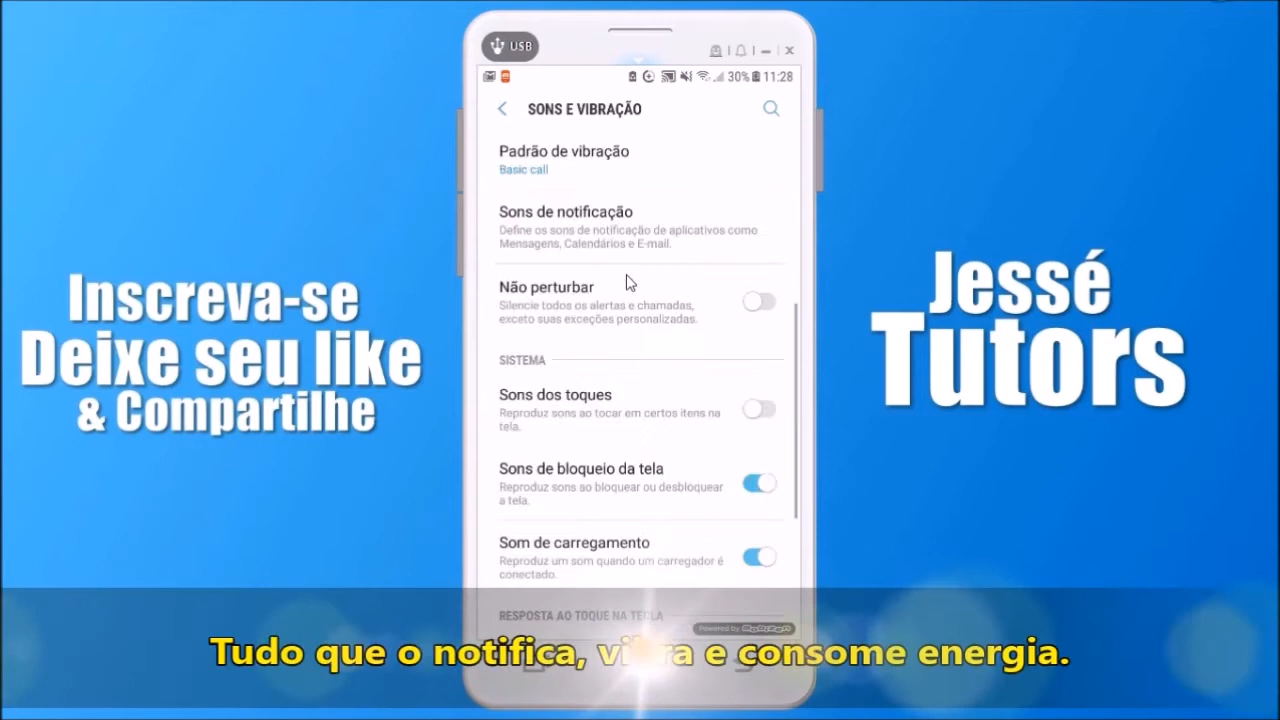 USB
30% 11:28
SONS E VIBRAÇÃO
Padrão de vibração
Basic call
Sons de notificação
Define os sons de notificação de aplicativos como
Mensagens, Calendários e E-mail.
Não perturbar
Silencie todos os alertas e chamadas,
exceto suas exceções personalizadas.
SISTEMA
Sons dos toques
Reproduz sons ao tocar em certos itens na
tela.
Sons de bloqueio da tela
Reproduz sons ao bloquear ou desbloquear
a tela.
Som de carregamento
Reproduz um som quando um carregador é
conectado.
RESPOSTA AO TOQUE NA TECLA
Powered by Mobizen
Inscreva-se
Deixe seu like
& Compartilhe
Jessé
Tutors
Tudo que o notifica, vibra e consome energia.